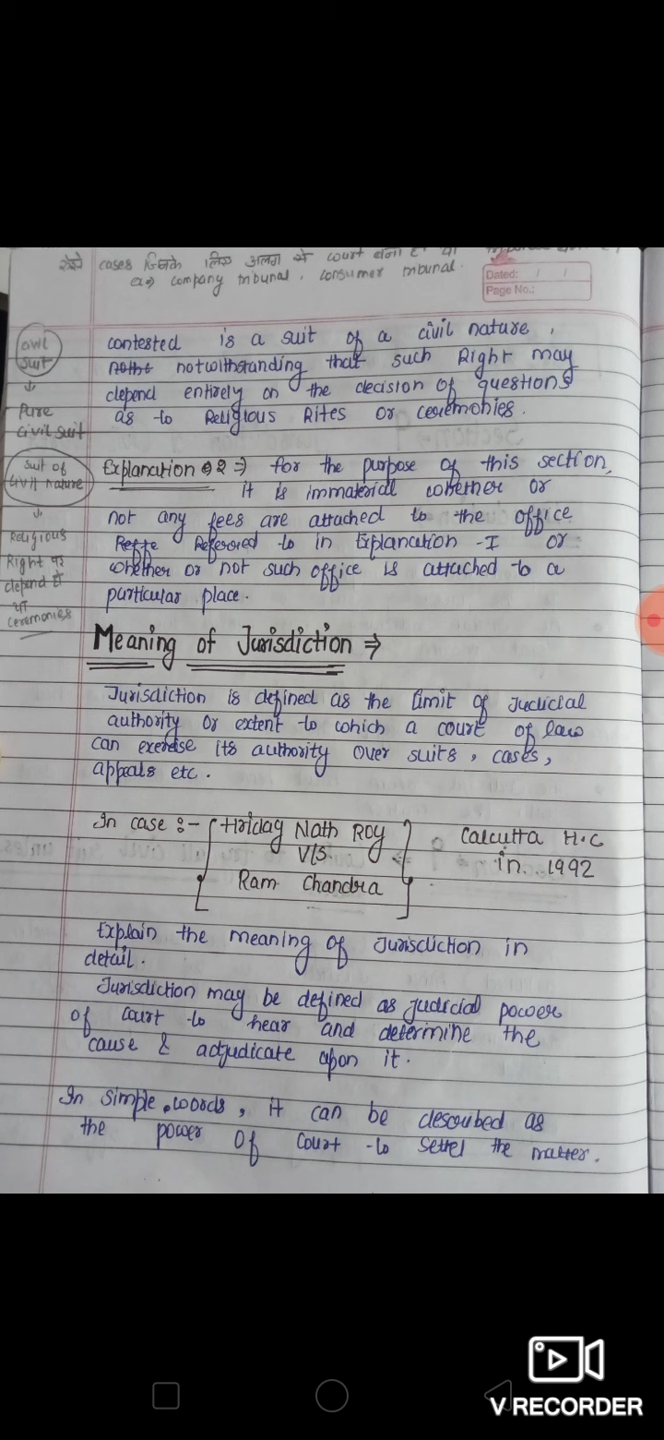 ऐसे cases जिनके लिए अलग से court बना हो या
ex⇒ company tribunal, consumer tribunal.
Dated: / /
Page No.:
civil
suit
↓
Pure
civil suit
contested is a suit of a civil nature,
notwithstanding that such Right may
depend entirely on the decision of questions
as to Religious Rites or ceremonies.
suit of
civil nature
↓
Religious
Right पर
depend हो
या
ceremonies
Explanation 2 ⇒ for the purpose of this section,
it is immaterial whether or
not any fees are attached to the office
Referred to in Explanation -I or
whether or not such office is attached to a
particular place.
Meaning of Jurisdiction ⇒
Jurisdiction is defined as the limit of Judicial
authority or extent to which a court of law
can exercise its authority over suits, cases,
appeals etc.
In case :- [Hriday Nath Roy
V/S
Ram Chandra]
: Calcutta H.C
in 1992
Explain the meaning of Jurisdiction in
detail.
Jurisdiction may be defined as judicial power
of court to hear and determine the
cause & adjudicate upon it.
In simple words, it can be described as
the power of court to settel the matter.
V RECORDER